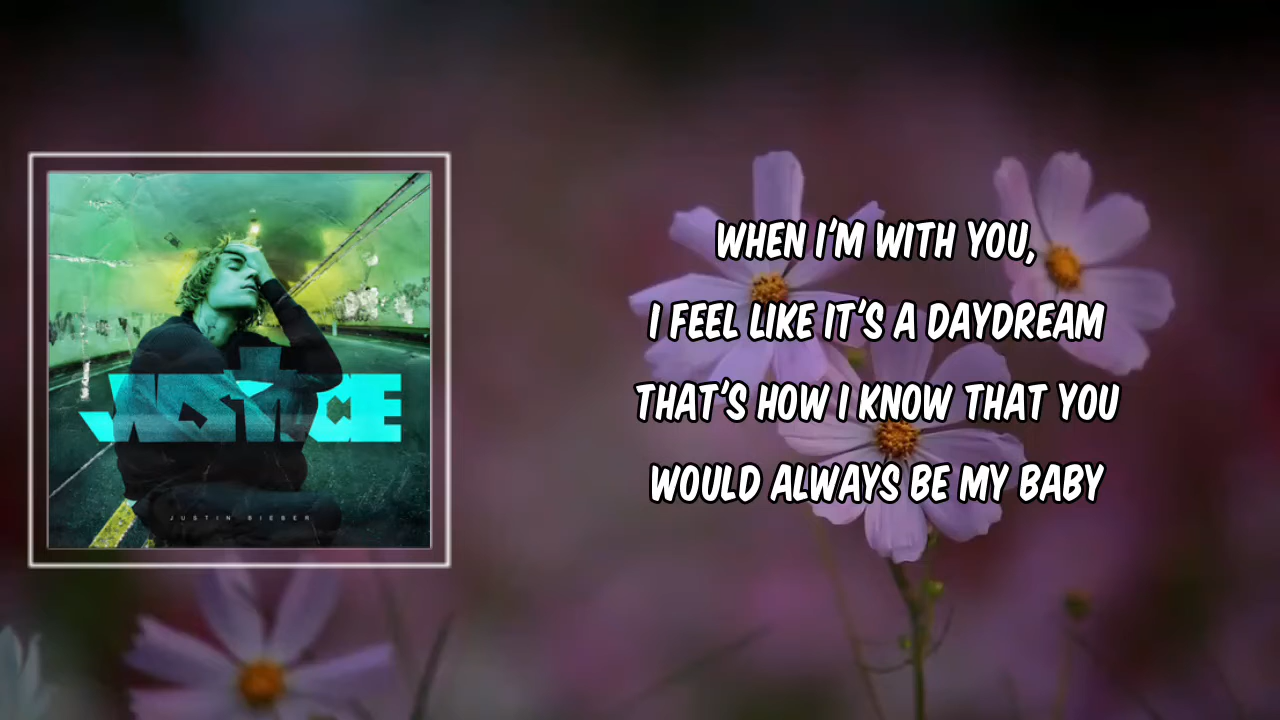 JUSTICE
JUSTIN BIEBER
WHEN I'M WITH YOU,
I FEEL LIKE IT'S A DAYDREAM
THAT'S HOW I KNOW THAT YOU
WOULD ALWAYS BE MY BABY